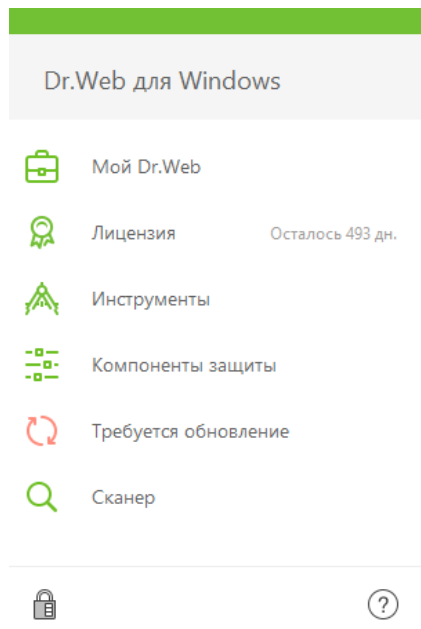 Dr.Web для Windows
Мой Dr.Web
Лицензия Осталось 493 дн.
Инструменты
Компоненты защиты
Требуется обновление
Сканер
?